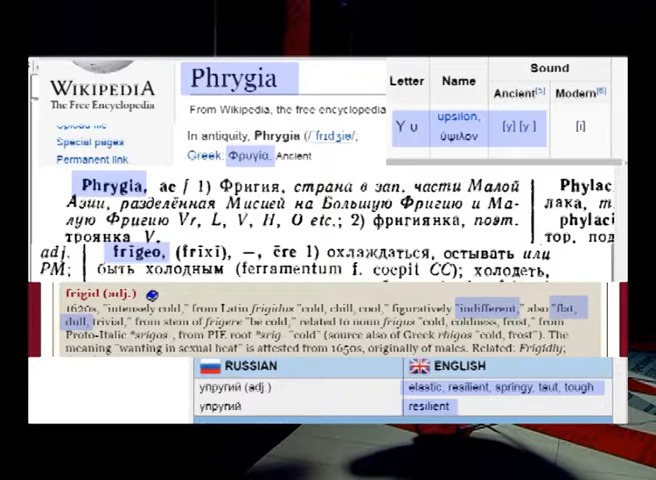 WIKIPEDIA
The Free Encyclopedia
Special pages
Permanent link
Phrygia
From Wikipedia, the free encyclopedia
In antiquity, Phrygia (/ˈfrɪdʒiə/
Greek: Φρυγία, Ancient
Letter Name Sound
Ancient[5] Modern[6]
Υ υ upsilon, ὕψιλον [y] [yː] [i]
Phrygia, ae f 1) Фригия, страна в зап. части Малой
Азии, разделённая Мисией на Большую Фригию и Ма-
лую Фригию Vr, L, V, H, O etc.; 2) фригиянка, поэт.
троянка V.
Phylac
лака, т
phylaci
тор, под
adj.
PM;
frīgeo, (frīxī), —, ēre 1) охлаждаться, остывать или
быть холодным (ferramentum f. coepit CC); холодеть,
frigid (adj.)
1620s, "intensely cold," from Latin frigidus "cold, chill, cool," figuratively "indifferent," also "flat,
dull, trivial," from stem of frigere "be cold," related to noun frigus "cold, coldness, frost," from
Proto-Italic *srigos-, from PIE root *srig- "cold" (source also of Greek rhigos "cold, frost"). The
meaning "wanting in sexual heat" is attested from 1650s, originally of males. Related: Frigidly;
RUSSIAN ENGLISH
упругий (adj.) elastic, resilient, springy, taut, tough
упругий resilient